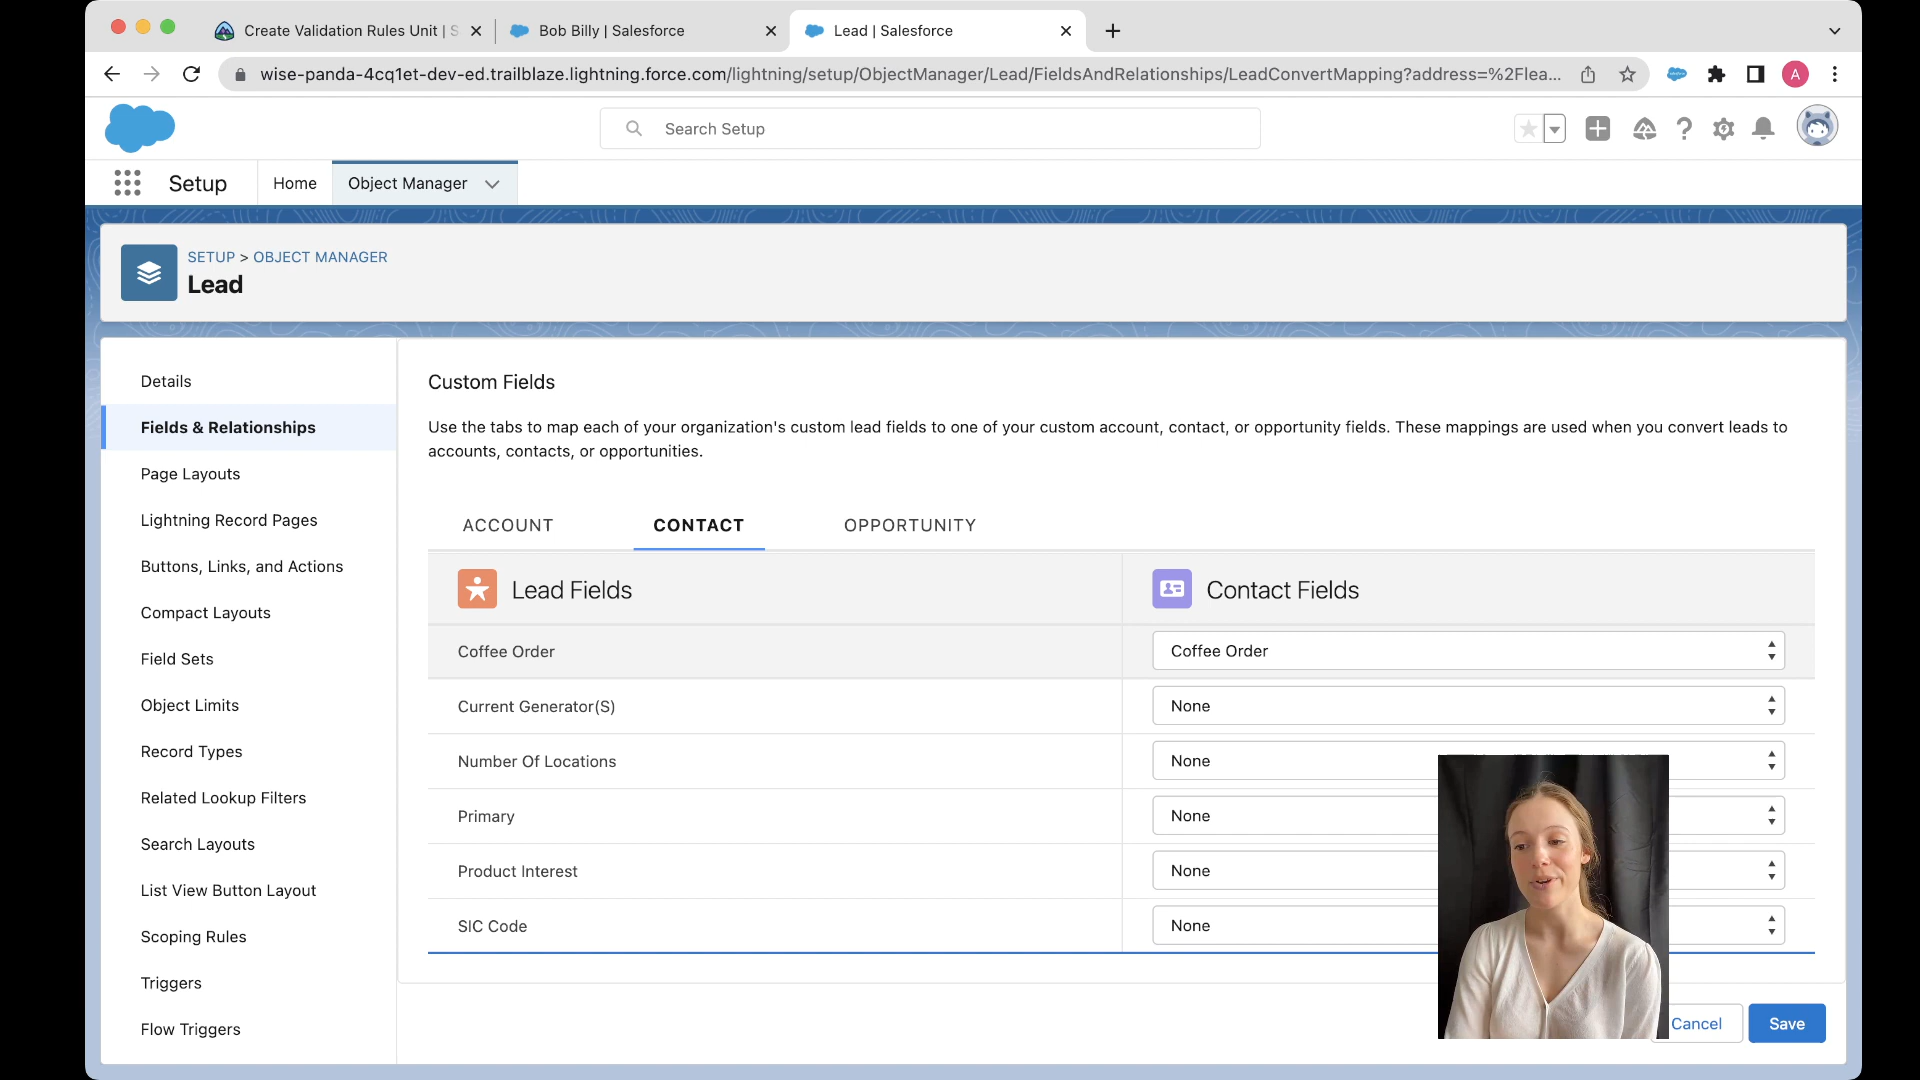 Create Validation Rules Unit | S
Bob Billy | Salesforce
Lead | Salesforce
wise-panda-4cq1et-dev-ed.trailblaze.lightning.force.com/lightning/setup/ObjectManager/Lead/FieldsAndRelationships/LeadConvertMapping?address=%2Flea...
A
Search Setup
Setup
Home
Object Manager
SETUP > OBJECT MANAGER
Lead
Details
Fields & Relationships
Page Layouts
Lightning Record Pages
Buttons, Links, and Actions
Compact Layouts
Field Sets
Object Limits
Record Types
Related Lookup Filters
Search Layouts
List View Button Layout
Scoping Rules
Triggers
Flow Triggers
Custom Fields
Use the tabs to map each of your organization's custom lead fields to one of your custom account, contact, or opportunity fields. These mappings are used when you convert leads to
accounts, contacts, or opportunities.
ACCOUNT
CONTACT
OPPORTUNITY
Lead Fields
Contact Fields
Coffee Order
Coffee Order
Current Generator(S)
None
Number Of Locations
None
Primary
None
Product Interest
None
SIC Code
None
Cancel
Save